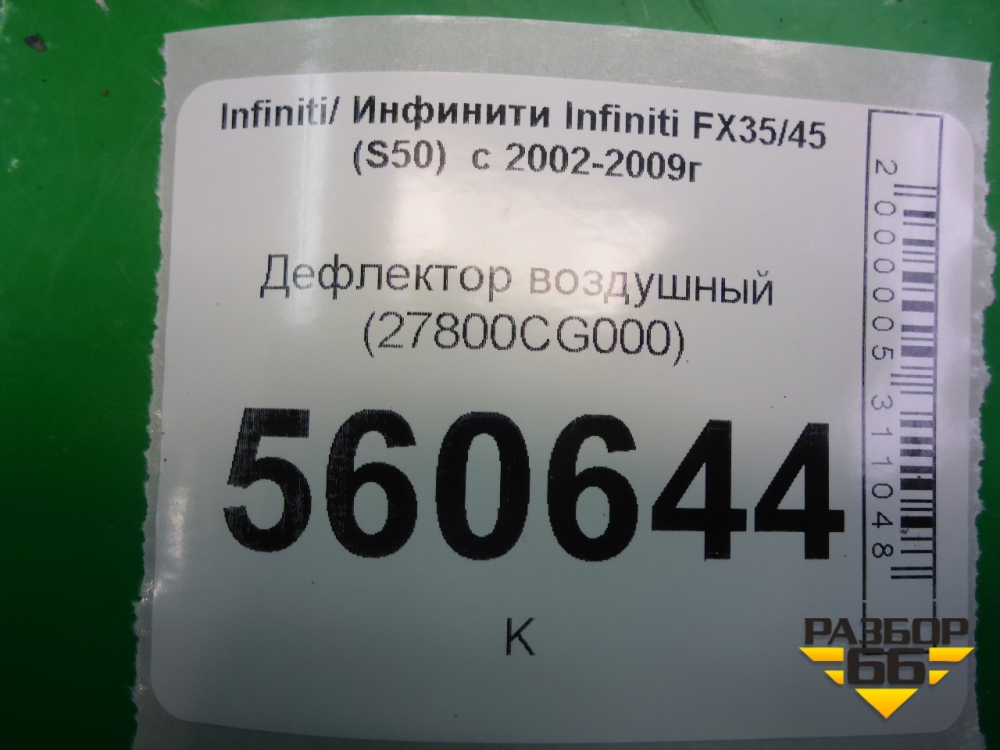 Infiniti/ Инфинити Infiniti FX35/45
(S50) с 2002-2009г
Дефлектор воздушный
(27800CG000)
560644
К
2000005311048
РАЗБОР
66